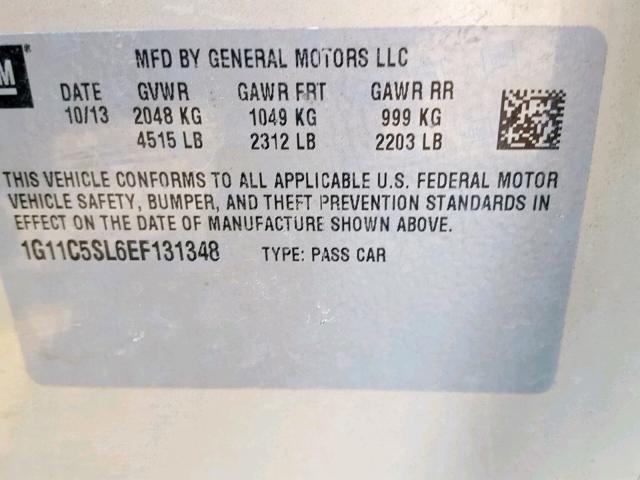 GM
MFD BY GENERAL MOTORS LLC
DATE GVWR GAWR FRT GAWR RR
10/13 2048 KG 1049 KG 999 KG
4515 LB 2312 LB 2203 LB
THIS VEHICLE CONFORMS TO ALL APPLICABLE U.S. FEDERAL MOTOR
VEHICLE SAFETY, BUMPER, AND THEFT PREVENTION STANDARDS IN
EFFECT ON THE DATE OF MANUFACTURE SHOWN ABOVE.
1G11C5SL6EF131348 TYPE: PASS CAR